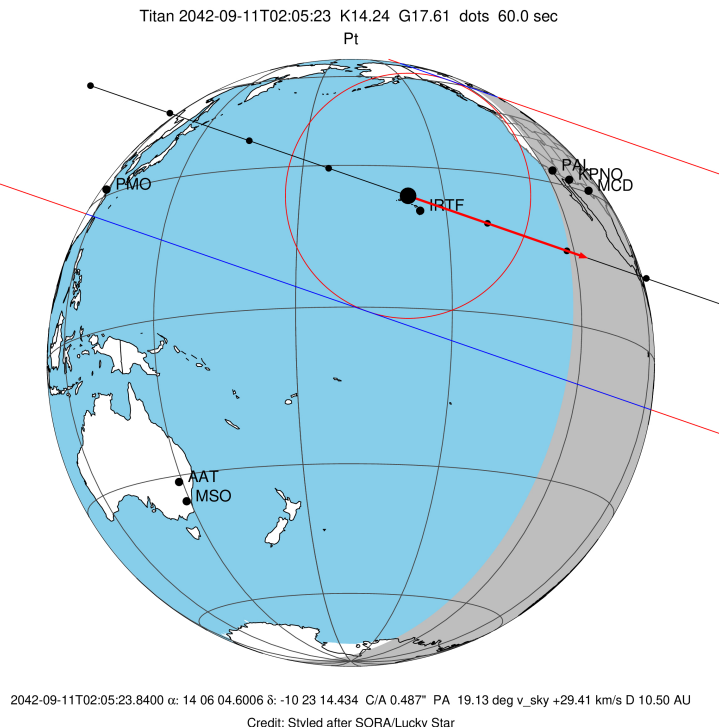 Titan 2042-09-11T02:05:23 K14.24 G17.61 dots 60.0 sec
Pt
PAL
KPNO
MCD
PMO
IRTF
AAT
MSO
2042-09-11T02:05:23.8400 α: 14 06 04.6006 δ: -10 23 14.434 C/A 0.487" PA 19.13 deg v_sky +29.41 km/s D 10.50 AU
Credit: Styled after SORA/Lucky Star